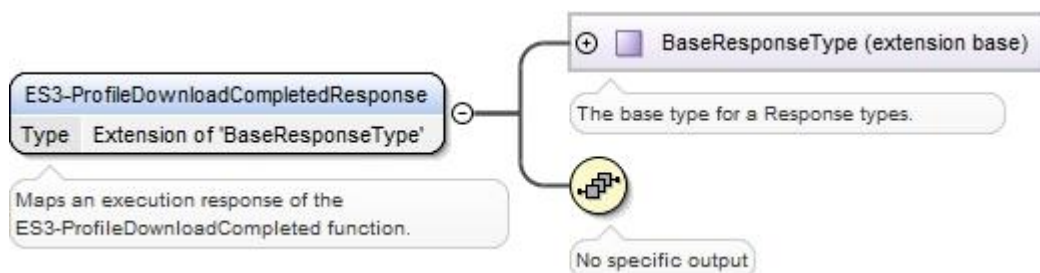 BaseResponseType (extension base)
The base type for a Response types.
ES3-ProfileDownloadCompletedResponse
Type Extension of 'BaseResponseType'
Maps an execution response of the
ES3-ProfileDownloadCompleted function.
No specific output